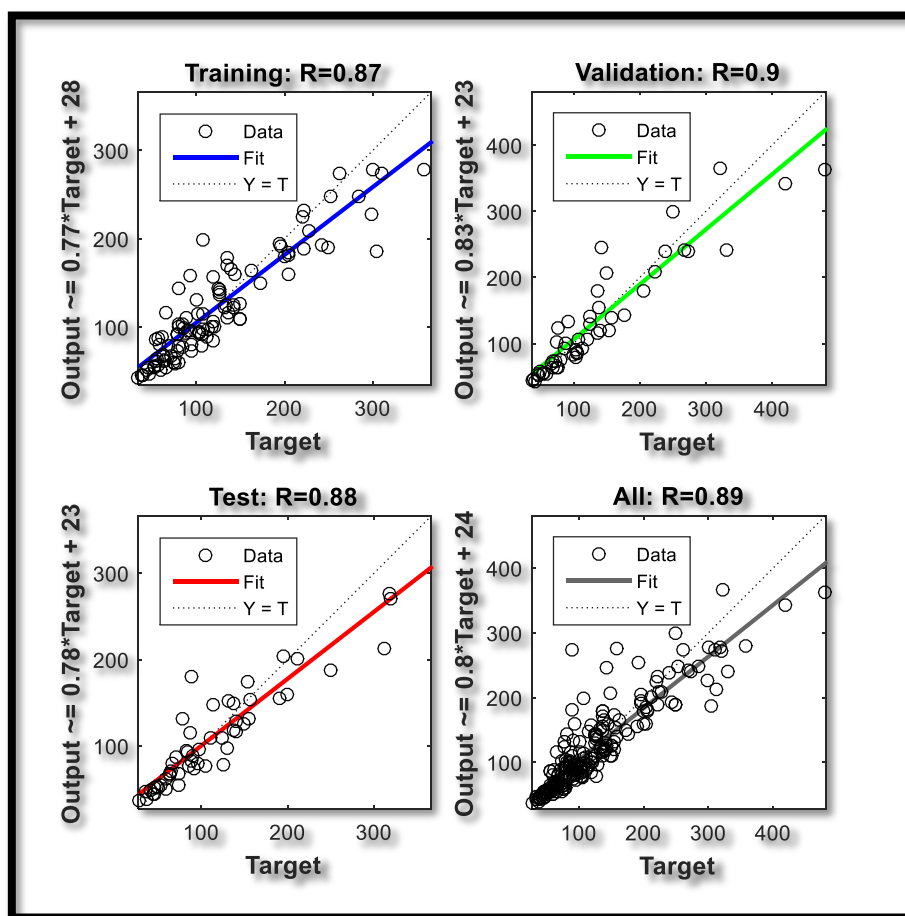 Training: R=0.87
Output ~= 0.77*Target + 28
Data
Fit
Y = T
300
200
100
100
200
300
Target
Validation: R=0.9
Output ~= 0.83*Target + 23
Data
Fit
Y = T
400
300
200
100
100
200
300
400
Target
Test: R=0.88
Output ~= 0.78*Target + 23
Data
Fit
Y = T
300
200
100
100
200
300
Target
All: R=0.89
Output ~= 0.8*Target + 24
Data
Fit
Y = T
400
300
200
100
100
200
300
400
Target